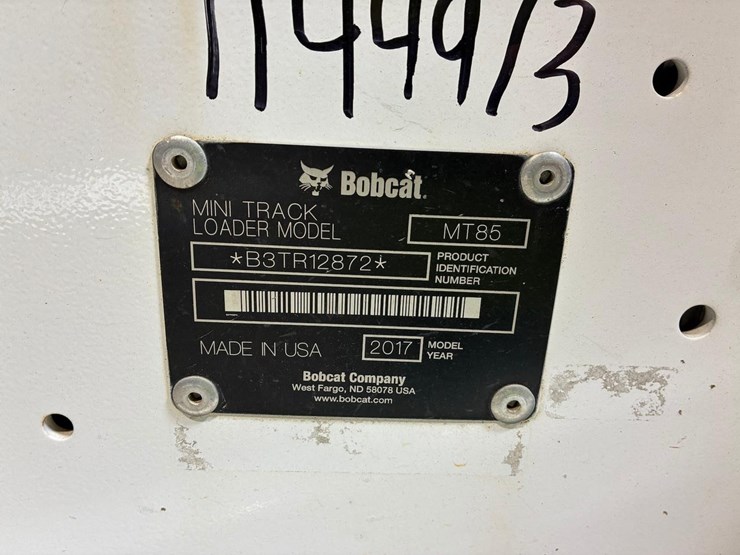 Bobcat.
MINI TRACK
LOADER MODEL
MT85
*B3TR12872*
PRODUCT
IDENTIFICATION
NUMBER
MADE IN USA
2017
MODEL
YEAR
Bobcat Company
West Fargo, ND 58078 USA
www.bobcat.com